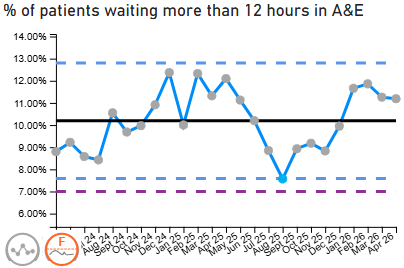 % of patients waiting more than 12 hours in A&E
14.00%
13.00%
12.00%
11.00%
10.00%
9.00%
8.00%
7.00%
6.00%
24
Aug 24
Sept 24
Oct 24
Nov 24
Dec 24
Jan 25
Feb 25
Mar 25
Apr 25
May 25
Jun 25
Jul 25
Aug 25
Sept 25
Oct 25
Nov 25
Dec 25
Jan 26
Feb 26
Mar 26
Apr 26
F